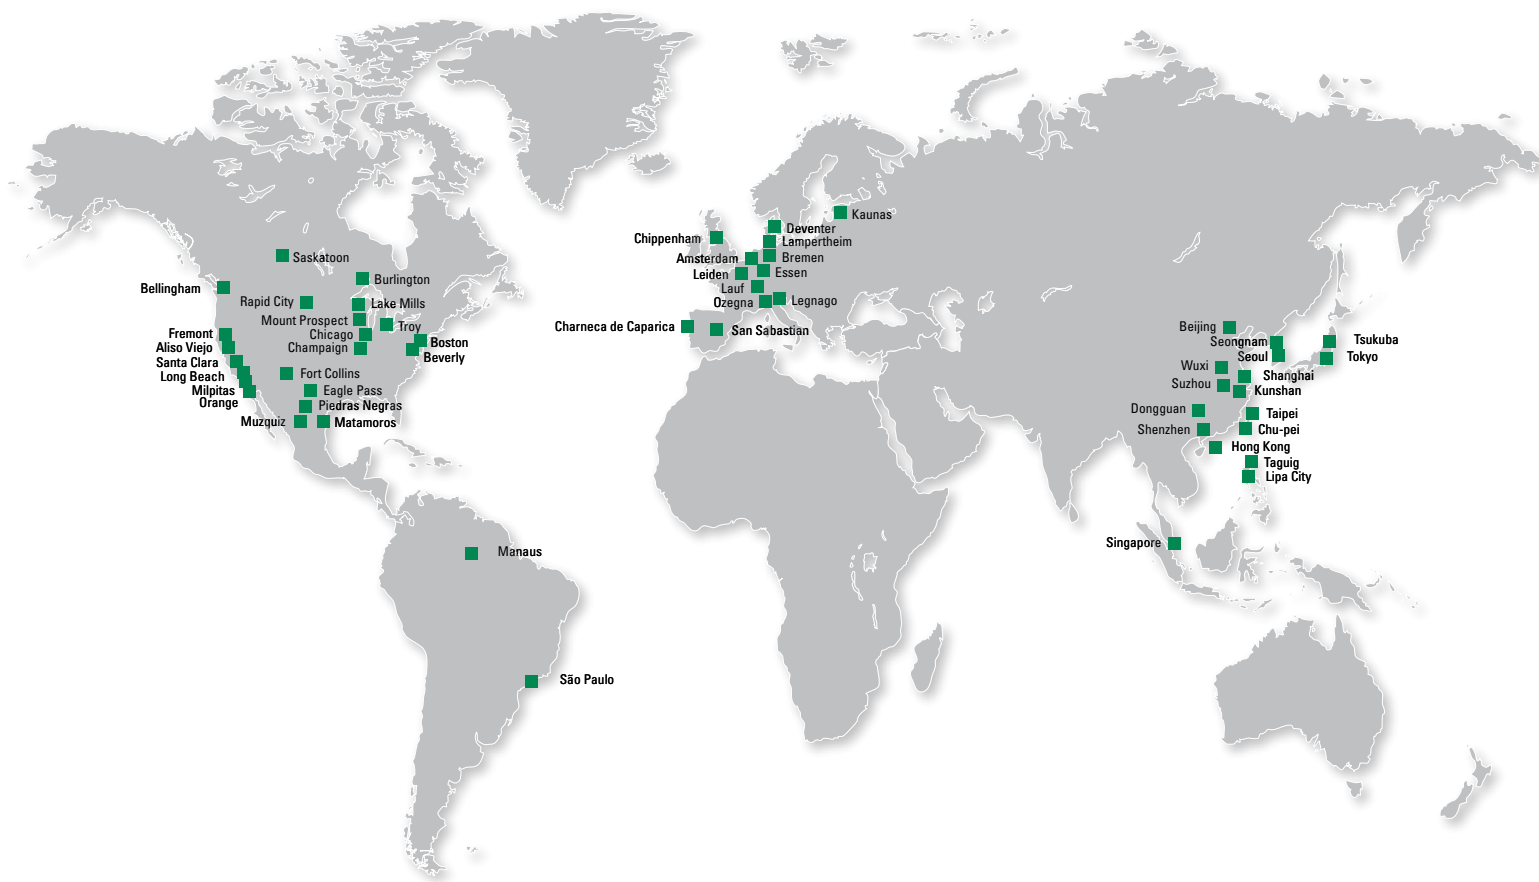 Saskatoon
Burlington
Bellingham
Rapid City
Lake Mills
Mount Prospect
Troy
Fremont
Chicago
Boston
Aliso Viejo
Champaign
Beverly
Santa Clara
Long Beach
Fort Collins
Milpitas
Eagle Pass
Orange
Piedras Negras
Muzquiz
Matamoros
Manaus
São Paulo
Kaunas
Deventer
Chippenham
Lampertheim
Amsterdam
Bremen
Leiden
Essen
Lauf
Ozegna
Legnago
Charneca de Caparica
San Sabastian
Beijing
Seongnam
Tsukuba
Seoul
Tokyo
Wuxi
Shanghai
Suzhou
Kunshan
Dongguan
Taipei
Shenzhen
Chu-pei
Hong Kong
Taguig
Lipa City
Singapore